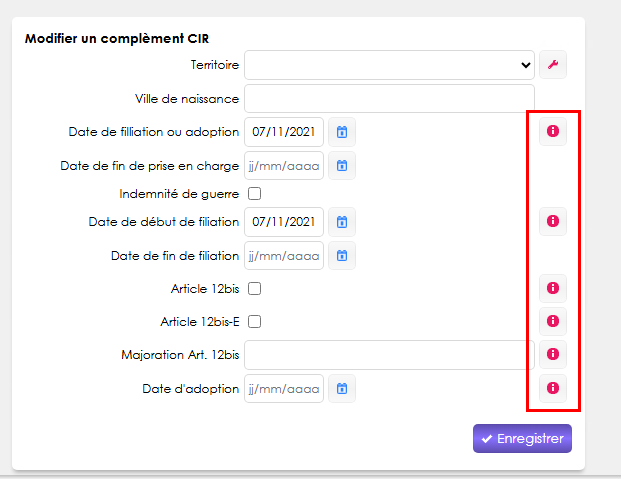 Modifier un complèment CIR
Territoire
Ville de naissance
Date de filliation ou adoption 07/11/2021
Date de fin de prise en charge jj/mm/aaaa
Indemnité de guerre
Date de début de filiation 07/11/2021
Date de fin de filiation jj/mm/aaaa
Article 12bis
Article 12bis-E
Majoration Art. 12bis
Date d'adoption jj/mm/aaaa
Enregistrer